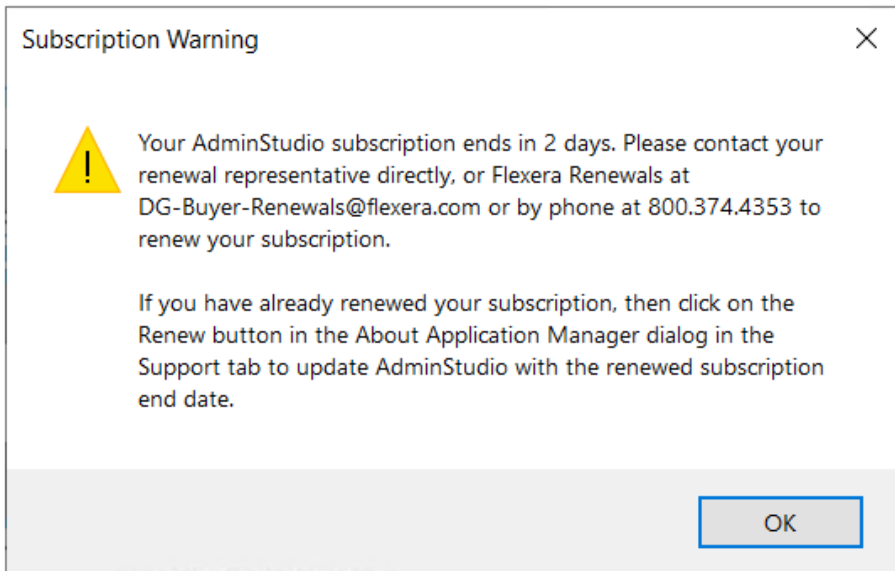 Subscription Warning
Your AdminStudio subscription ends in 2 days. Please contact your
renewal representative directly, or Flexera Renewals at
DG-Buyer-Renewals@flexera.com or by phone at 800.374.4353 to
renew your subscription.
If you have already renewed your subscription, then click on the
Renew button in the About Application Manager dialog in the
Support tab to update AdminStudio with the renewed subscription
end date.
OK